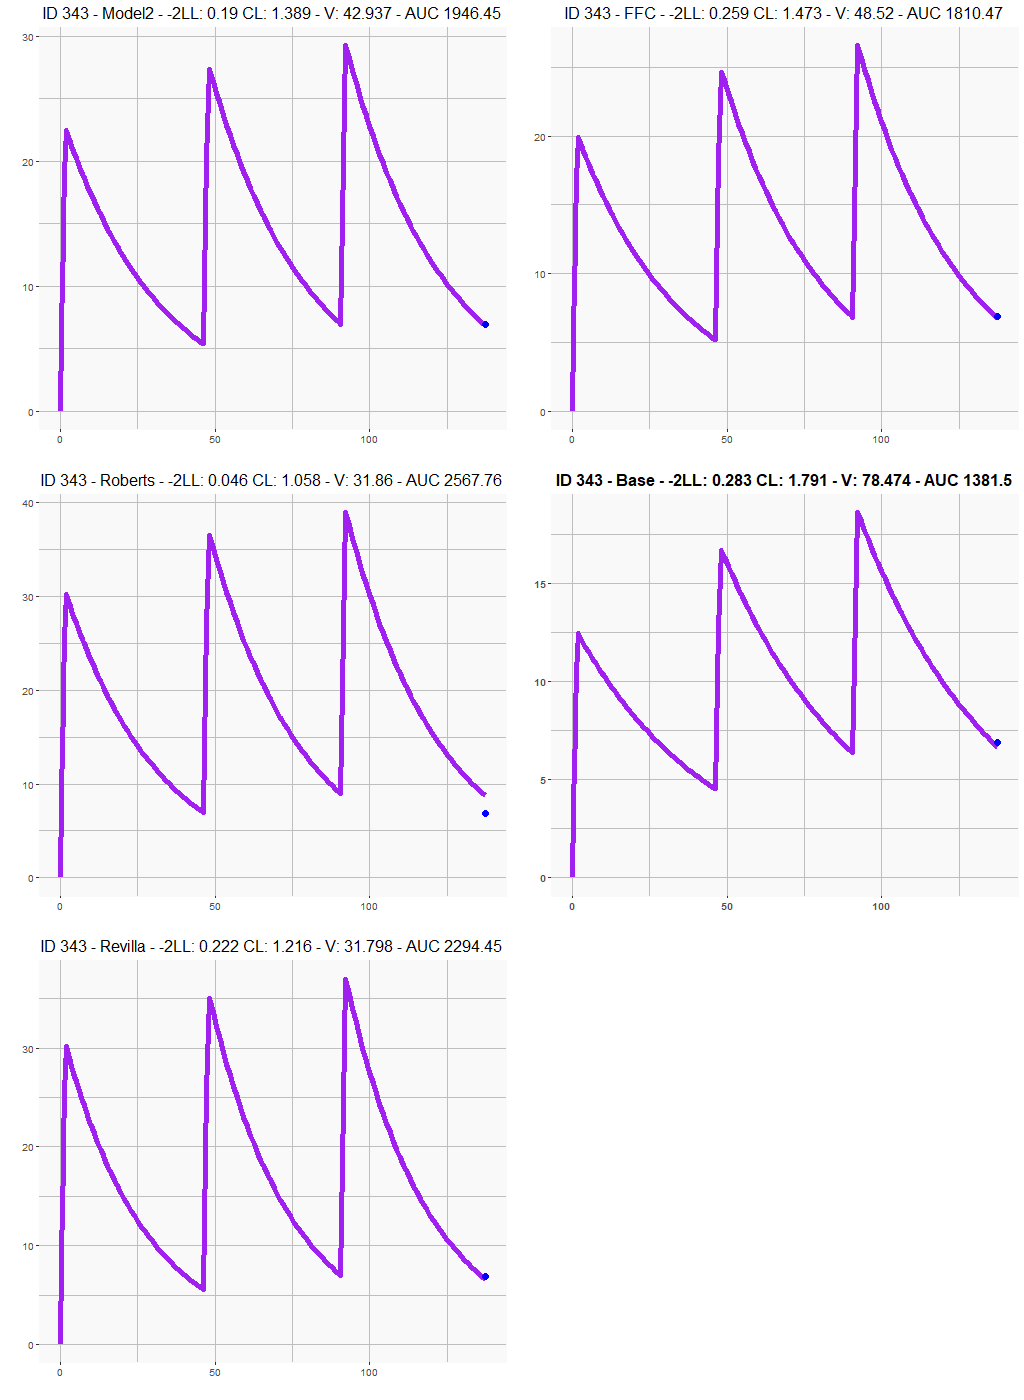 ID 343 - Model2 - -2LL: 0.19 CL: 1.389 - V: 42.937 - AUC 1946.45
30
20
10
0
0 50 100
ID 343 - FFC - -2LL: 0.259 CL: 1.473 - V: 48.52 - AUC 1810.47
20
10
0
0 50 100
ID 343 - Roberts - -2LL: 0.046 CL: 1.058 - V: 31.86 - AUC 2567.76
40
30
20
10
0
0 50 100
ID 343 - Base - -2LL: 0.283 CL: 1.791 - V: 78.474 - AUC 1381.5
15
10
5
0
0 50 100
ID 343 - Revilla - -2LL: 0.222 CL: 1.216 - V: 31.798 - AUC 2294.45
30
20
10
0
0 50 100